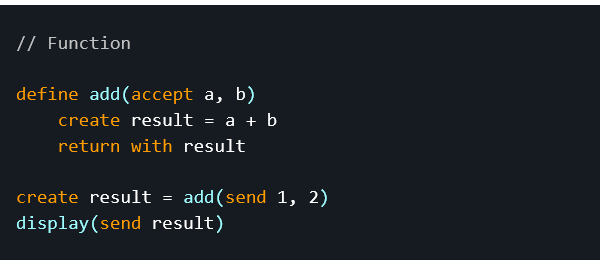 // Function
define add(accept a, b)
    create result = a + b
    return with result
create result = add(send 1, 2)
display(send result)